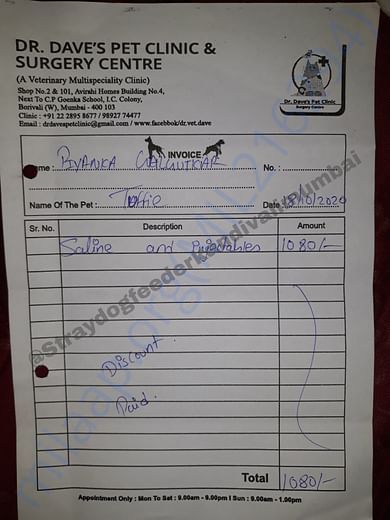 DR. DAVE'S PET CLINIC &
SURGERY CENTRE
(A Veterinary Multispeciality Clinic)
Shop No.2 & 101, Avirahi Homes Building No.4,
Next To C.P Goenka School, I.C. Colony,
Borivali (W), Mumbai - 400 103
Clinic : +91 22 2895 8677 / 98927 74477
Email : drdavespetclinic@gmail.com / www.facebbok/dr.vet.dave
Dr. Dave's Pet Clinic
Surgery Centre
INVOICE
Name : No. :
Name Of The Pet : Toffie Date
Sr. No. Description Amount
Saline and injectables 1080/-
Discount.
Paid.
Total 1080/-
Appointment Only : Mon To Sat : 9.00am - 9.00pm I Sun : 9.00am - 1.00pm
@Straydogfeederkandivalimumbai